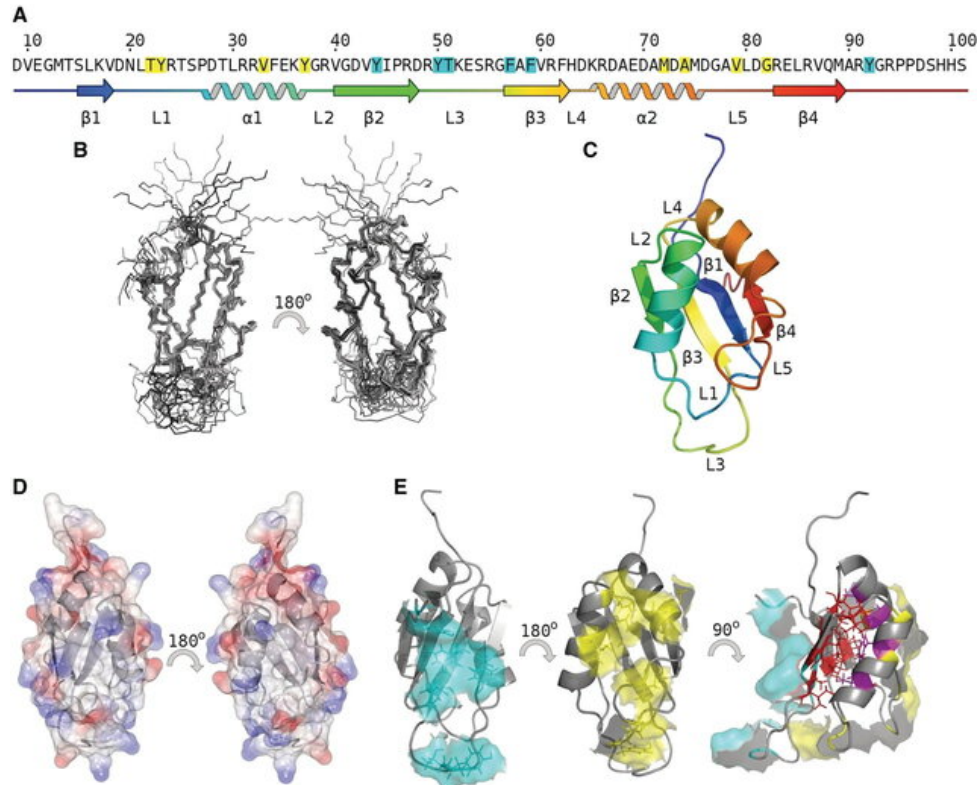 A
10 20 30 40 50 60 70 80 90 100
DVEGMTSLKVDNLTYRTSPDTLRRVFEKYGRVGDVYIPRDRYTKESRGFAFVRFHDKRDAEDAMDAMDGAVLDGRELRVQMARYGRPPDSHHS
β1 L1 α1 L2 β2 L3 β3 L4 α2 L5 β4
B
180°
C
L4
L2
β1
β2
β4
β3
L5
L1
L3
D
180°
E
180°
90°